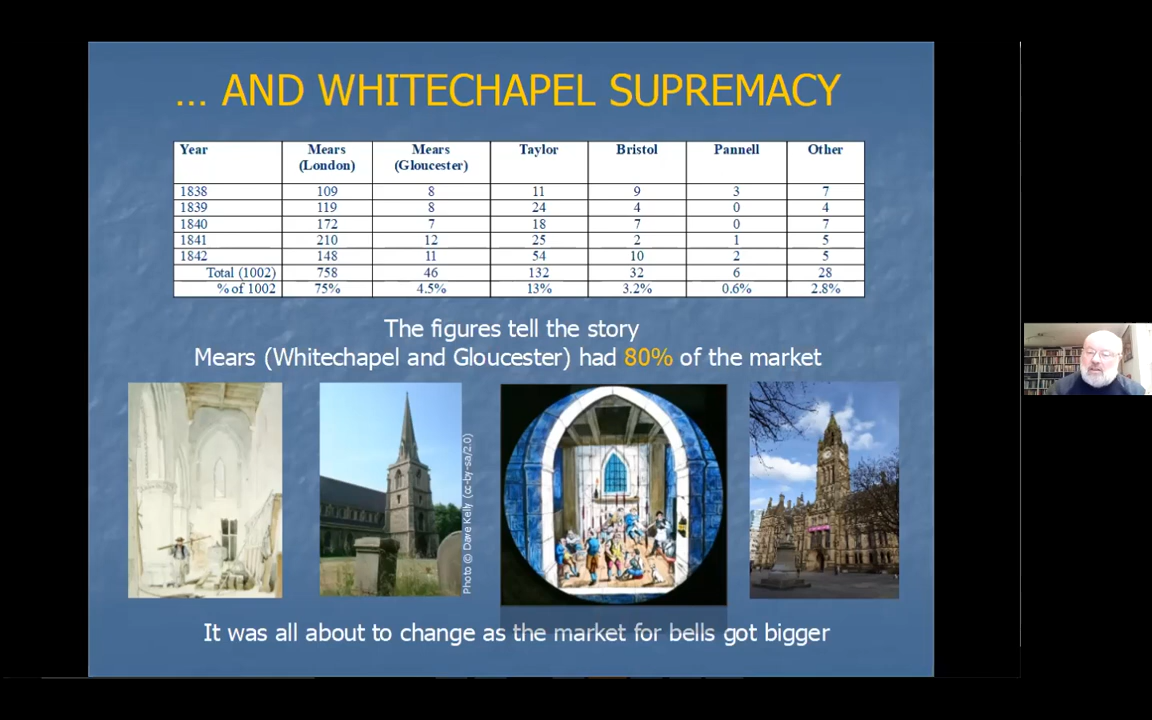 … AND WHITECHAPEL SUPREMACY
Year Mears (London) Mears (Gloucester) Taylor Bristol Pannell Other
1838 109 8 11 9 3 7
1839 119 8 24 4 0 4
1840 172 7 18 7 0 7
1841 210 12 25 2 1 5
1842 148 11 54 10 2 5
Total (1002) 758 46 132 32 6 28
% of 1002 75% 4.5% 13% 3.2% 0.6% 2.8%
The figures tell the story
Mears (Whitechapel and Gloucester) had 80% of the market
Photo © Dave Kelly (cc-by-sa/2.0)
It was all about to change as the market for bells got bigger